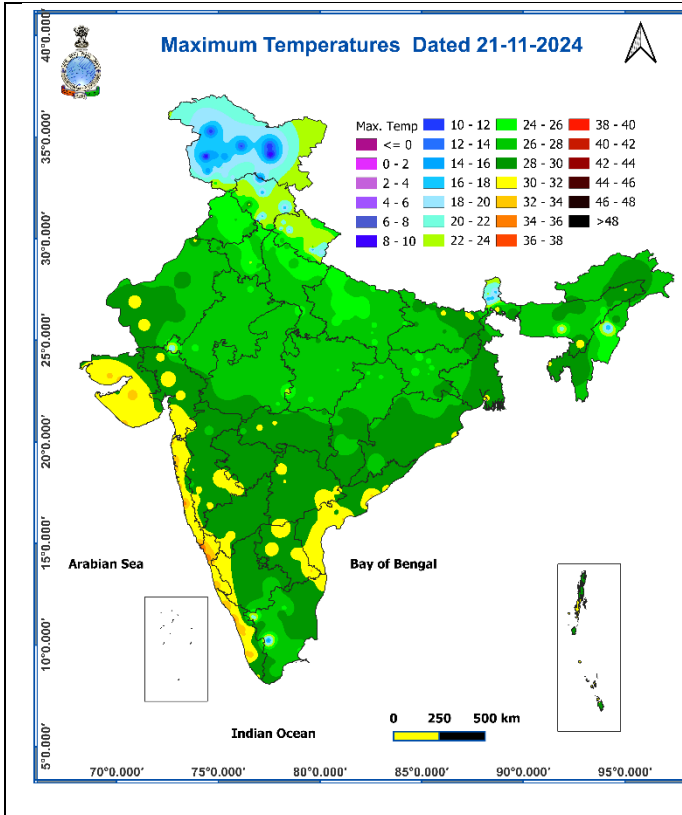 Maximum Temperatures Dated 21-11-2024
Max. Temp
<= 0
0 - 2
2 - 4
4 - 6
6 - 8
8 - 10
10 - 12
12 - 14
14 - 16
16 - 18
18 - 20
20 - 22
22 - 24
24 - 26
26 - 28
28 - 30
30 - 32
32 - 34
34 - 36
36 - 38
38 - 40
40 - 42
42 - 44
44 - 46
46 - 48
>48
40°0.000′
35°0.000′
30°0.000′
25°0.000′
20°0.000′
15°0.000′
10°0.000′
5°0.000′
Arabian Sea
Bay of Bengal
Indian Ocean
0 250 500 km
70°0.000′ 75°0.000′ 80°0.000′ 85°0.000′ 90°0.000′ 95°0.000′